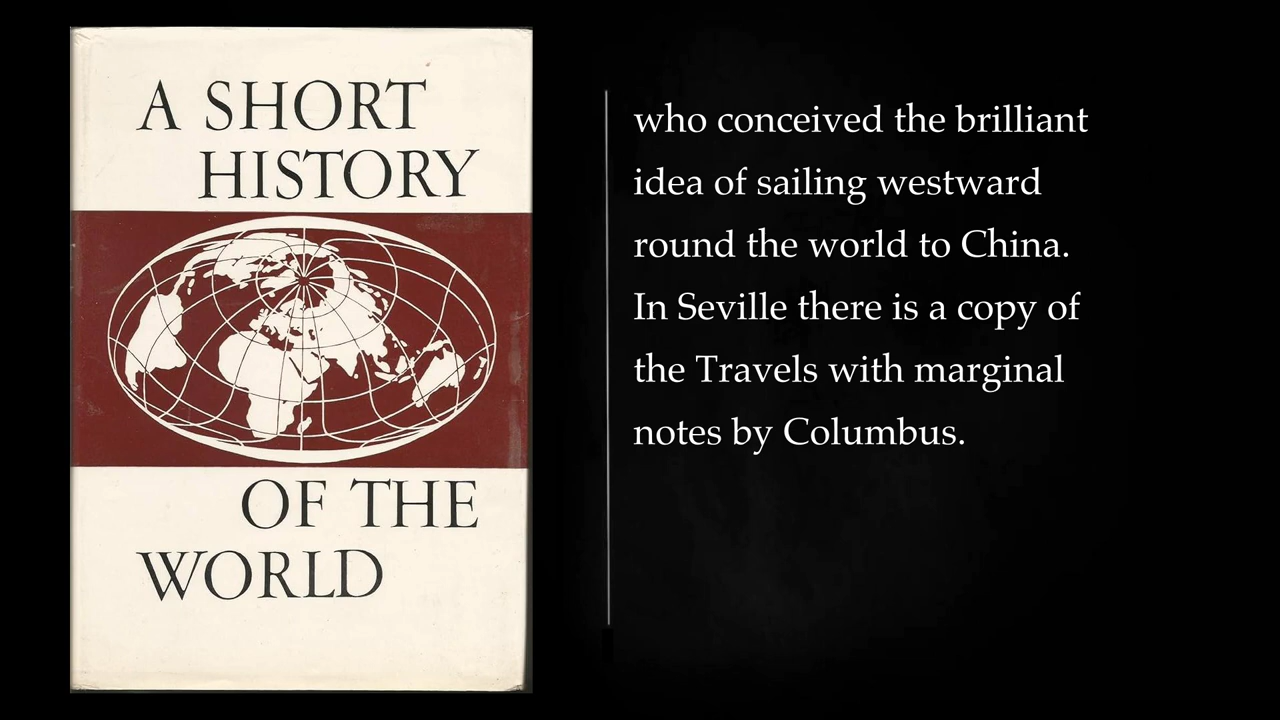 A SHORT
HISTORY
OF THE
WORLD
who conceived the brilliant
idea of sailing westward
round the world to China.
In Seville there is a copy of
the Travels with marginal
notes by Columbus.